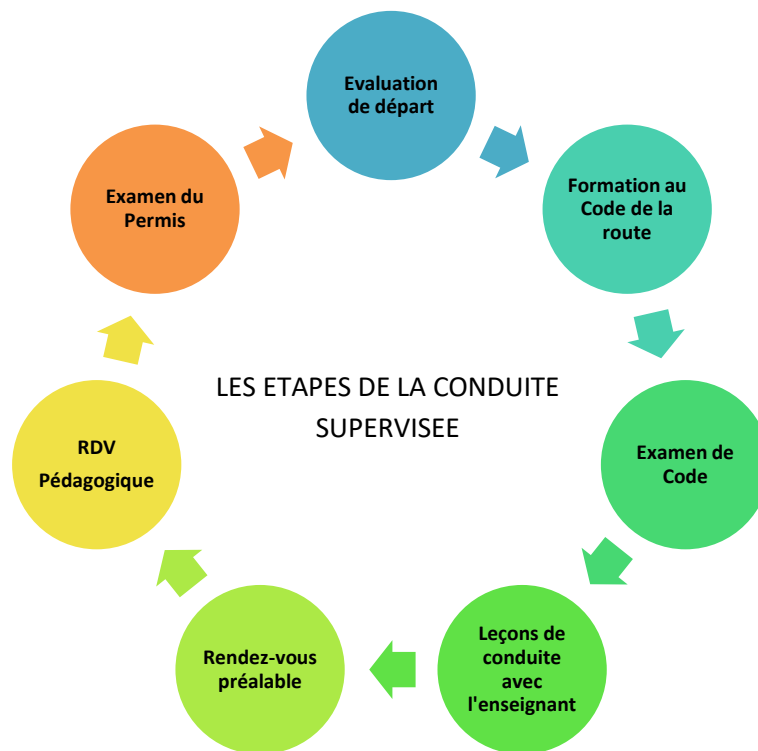 Evaluation
de départ
Formation au
Code de la
route
Examen de
Code
Leçons de
conduite
avec
l'enseignant
Rendez-vous
préalable
RDV
Pédagogique
Examen du
Permis
LES ETAPES DE LA CONDUITE
SUPERVISEE